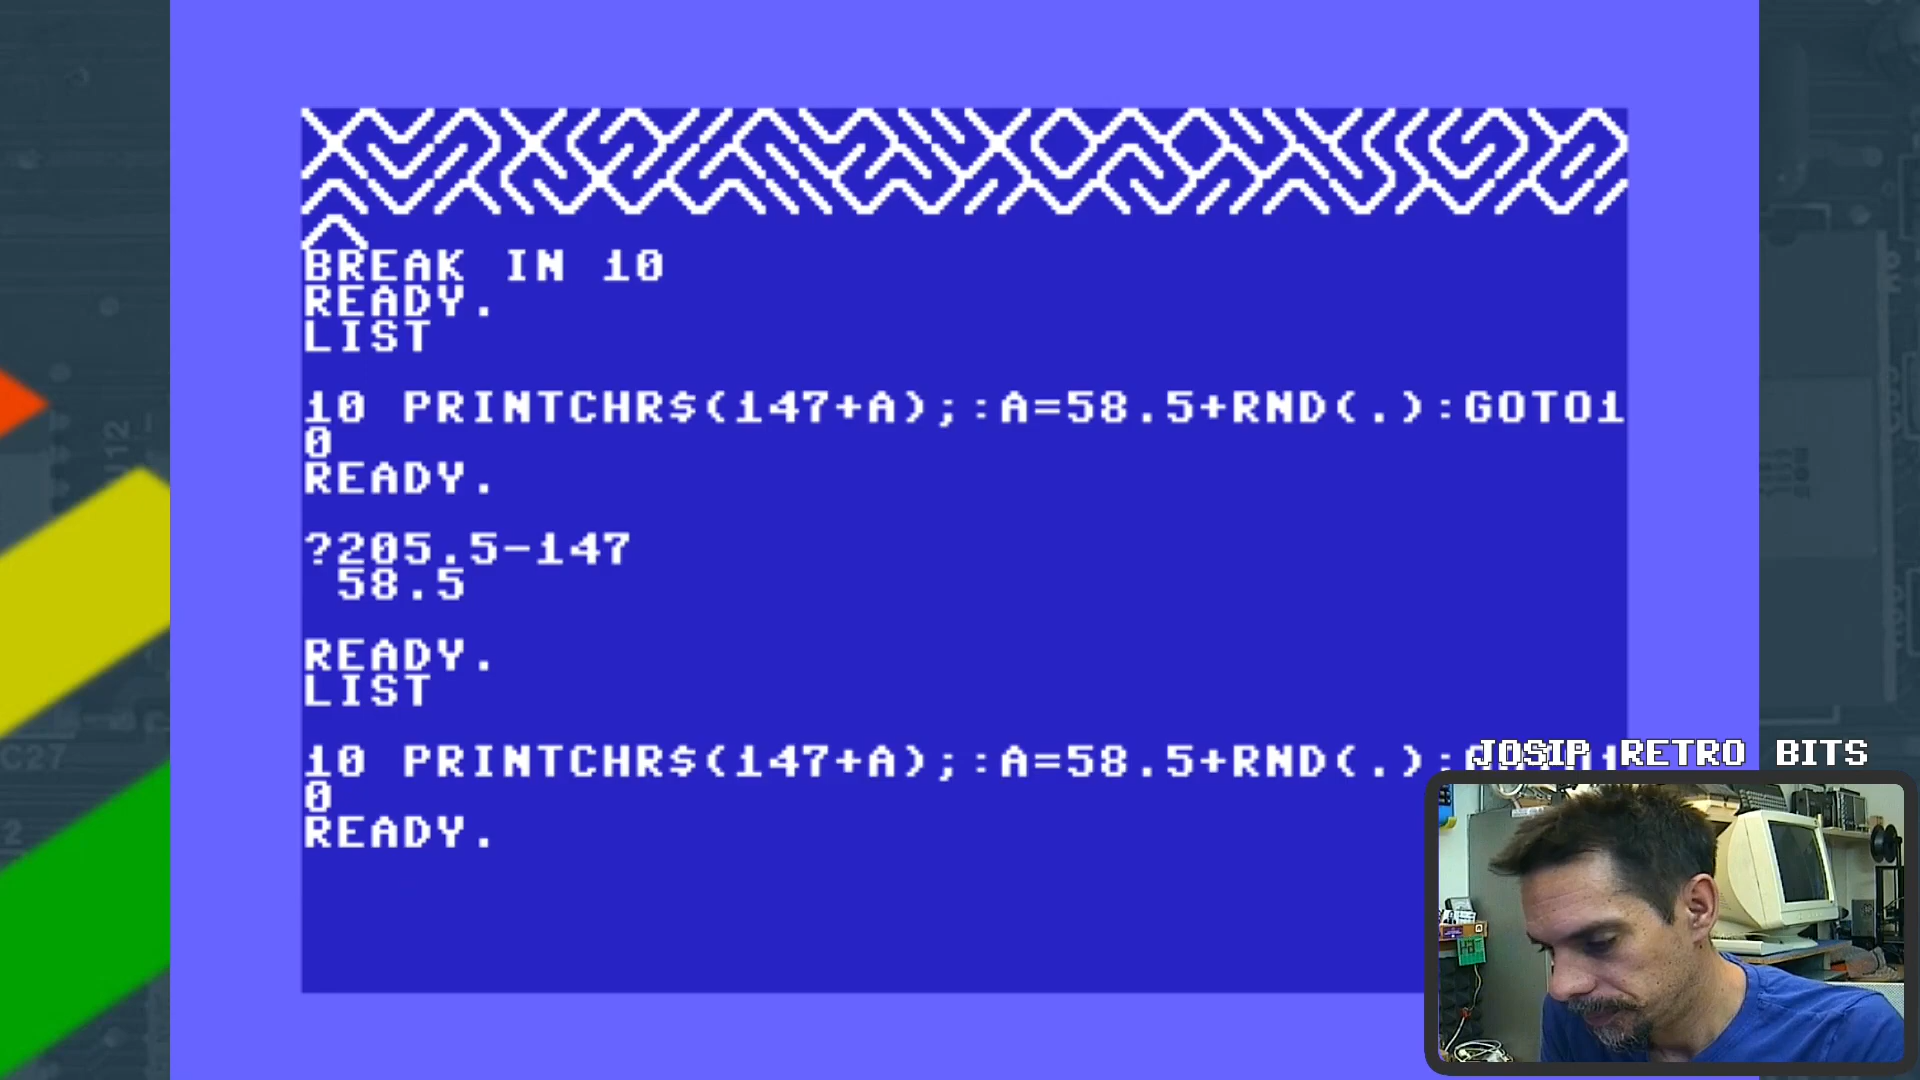 BREAK IN 10
READY.
LIST
10 PRINTCHR$(147+A);:A=58.5+RND(.):GOTO1
0
READY.
?205.5-147
58.5
READY.
LIST
10 PRINTCHR$(147+A);:A=58.5+RND(.):
0
READY.
JOSIP RETRO BITS
C27